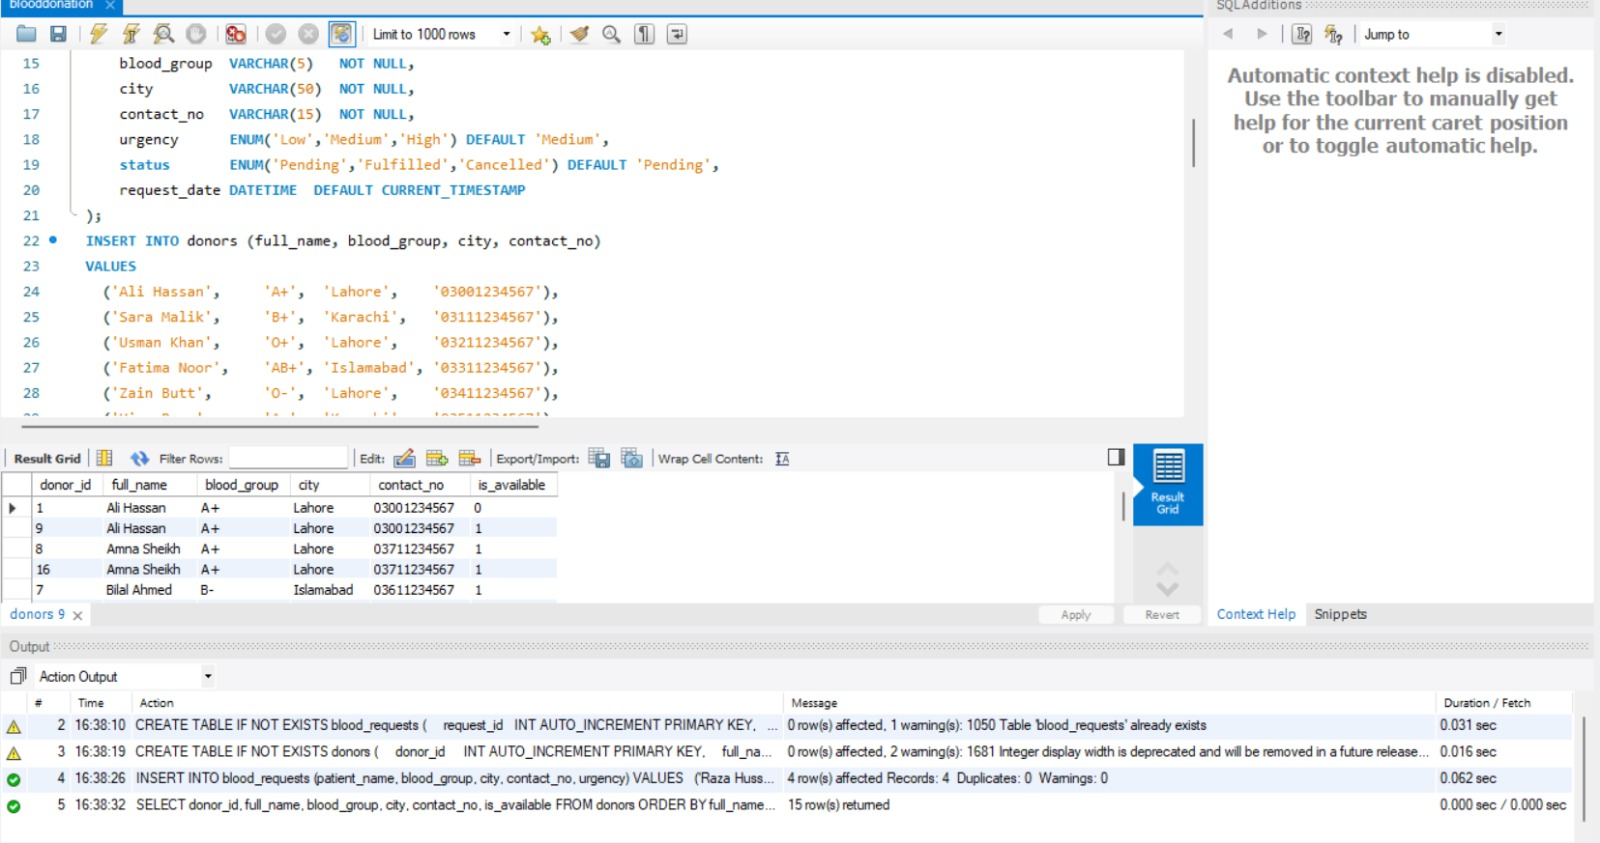 blooddonation
SQLAdditions
Limit to 1000 rows
Jump to
15 blood_group VARCHAR(5) NOT NULL,
16 city VARCHAR(50) NOT NULL,
17 contact_no VARCHAR(15) NOT NULL,
18 urgency ENUM('Low','Medium','High') DEFAULT 'Medium',
19 status ENUM('Pending','Fulfilled','Cancelled') DEFAULT 'Pending',
20 request_date DATETIME DEFAULT CURRENT_TIMESTAMP
21 );
22 INSERT INTO donors (full_name, blood_group, city, contact_no)
23 VALUES
24 ('Ali Hassan', 'A+', 'Lahore', '03001234567'),
25 ('Sara Malik', 'B+', 'Karachi', '03111234567'),
26 ('Usman Khan', 'O+', 'Lahore', '03211234567'),
27 ('Fatima Noor', 'AB+', 'Islamabad', '03311234567'),
28 ('Zain Butt', 'O-', 'Lahore', '03411234567'),
Automatic context help is disabled.
Use the toolbar to manually get
help for the current caret position
or to toggle automatic help.
Result Grid Filter Rows: Edit: Export/Import: Wrap Cell Content:
donor_id full_name blood_group city contact_no is_available
1 Ali Hassan A+ Lahore 03001234567 0
9 Ali Hassan A+ Lahore 03001234567 1
8 Amna Sheikh A+ Lahore 03711234567 1
16 Amna Sheikh A+ Lahore 03711234567 1
7 Bilal Ahmed B- Islamabad 03611234567 1
Result
Grid
donors 9
Apply
Revert
Context Help Snippets
Output
Action Output
# Time Action Message Duration / Fetch
2 16:38:10 CREATE TABLE IF NOT EXISTS blood_requests ( request_id INT AUTO_INCREMENT PRIMARY KEY, ... 0 row(s) affected, 1 warning(s): 1050 Table 'blood_requests' already exists 0.031 sec
3 16:38:19 CREATE TABLE IF NOT EXISTS donors ( donor_id INT AUTO_INCREMENT PRIMARY KEY, full_na... 0 row(s) affected, 2 warning(s): 1681 Integer display width is deprecated and will be removed in a future release... 0.016 sec
4 16:38:26 INSERT INTO blood_requests (patient_name, blood_group, city, contact_no, urgency) VALUES ('Raza Huss... 4 row(s) affected Records: 4 Duplicates: 0 Warnings: 0 0.062 sec
5 16:38:32 SELECT donor_id, full_name, blood_group, city, contact_no, is_available FROM donors ORDER BY full_name... 15 row(s) returned 0.000 sec / 0.000 sec